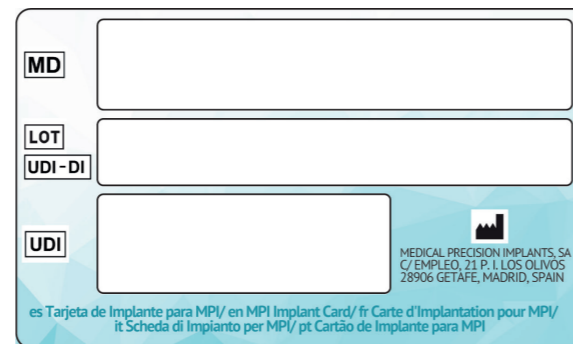 MD
LOT
UDI-DI
UDI
MEDICAL PRECISION IMPLANTS, SA
C/ EMPLEO, 21 P. I. LOS OLIVOS
28906 GETAFE, MADRID, SPAIN
es Tarjeta de Implante para MPI/ en MPI Implant Card/ fr Carte d'Implantation pour MPI/
it Scheda di Impianto per MPI/ pt Cartão de Implante para MPI